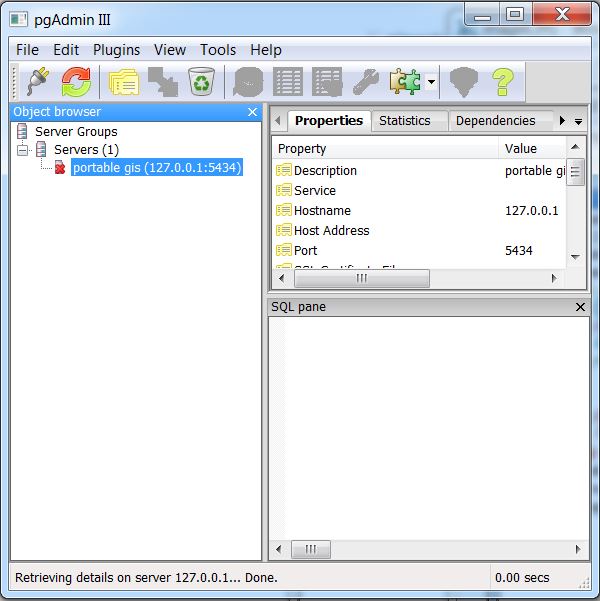 pgAdmin III
File Edit Plugins View Tools Help
Object browser
Server Groups
Servers (1)
portable gis (127.0.0.1:5434)
Properties Statistics Dependencies
Property Value
Description portable gi
Service
Hostname 127.0.0.1
Host Address
Port 5434
SQL pane
Retrieving details on server 127.0.0.1... Done. 0.00 secs